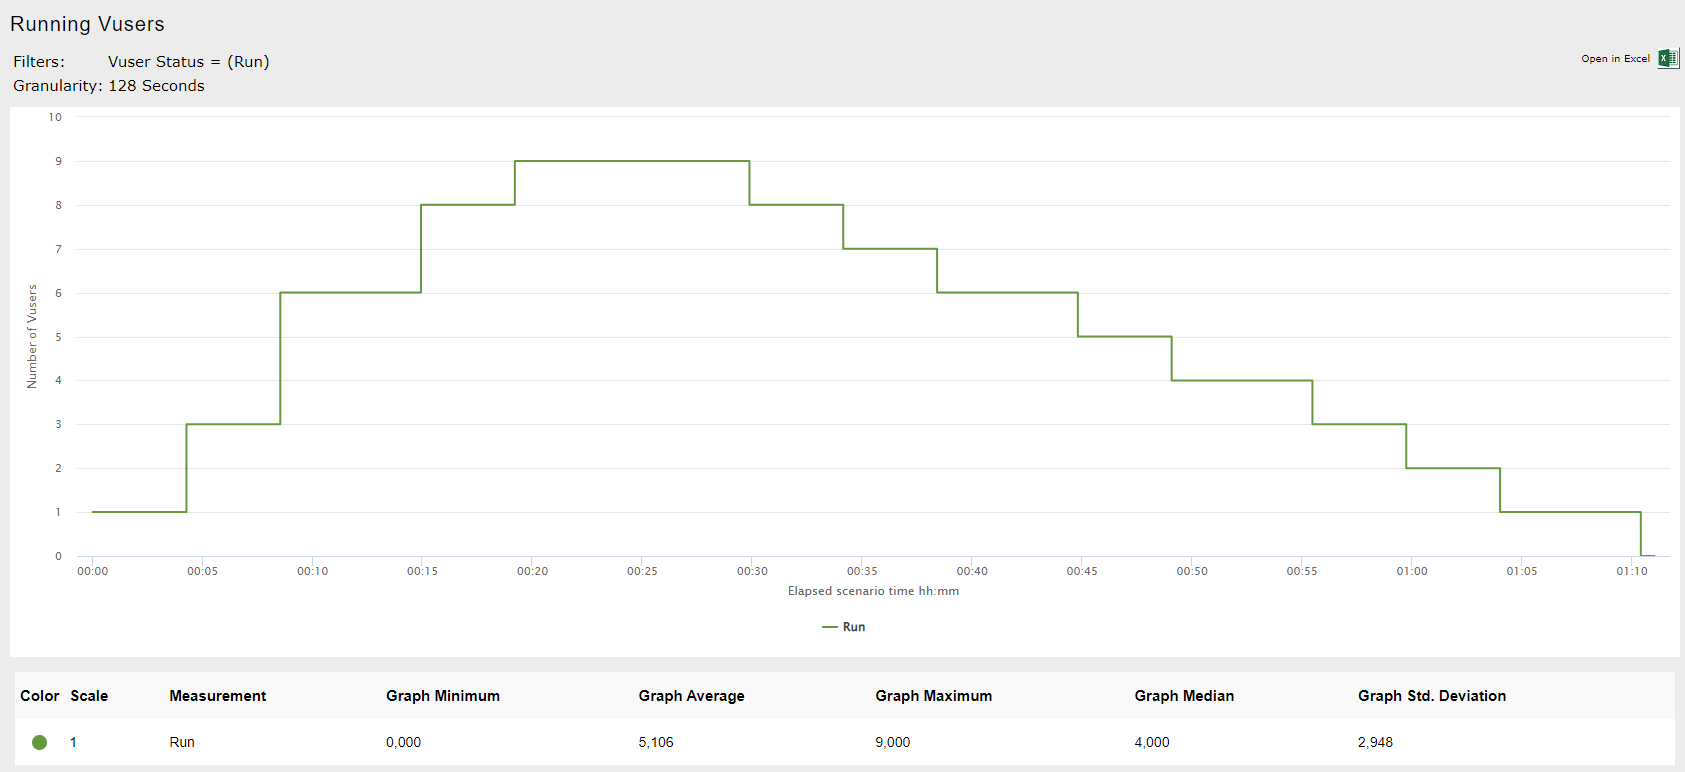 Running Vusers
Filters: Vuser Status = (Run)
Open in Excel
Granularity: 128 Seconds
10
9
8
7
6
5
4
3
2
1
0
Number of Vusers
00:00 00:05 00:10 00:15 00:20 00:25 00:30 00:35 00:40 00:45 00:50 00:55 01:00 01:05 01:10
Elapsed scenario time hh:mm
Run
Color Scale Measurement Graph Minimum Graph Average Graph Maximum Graph Median Graph Std. Deviation
1 Run 0,000 5,106 9,000 4,000 2,948